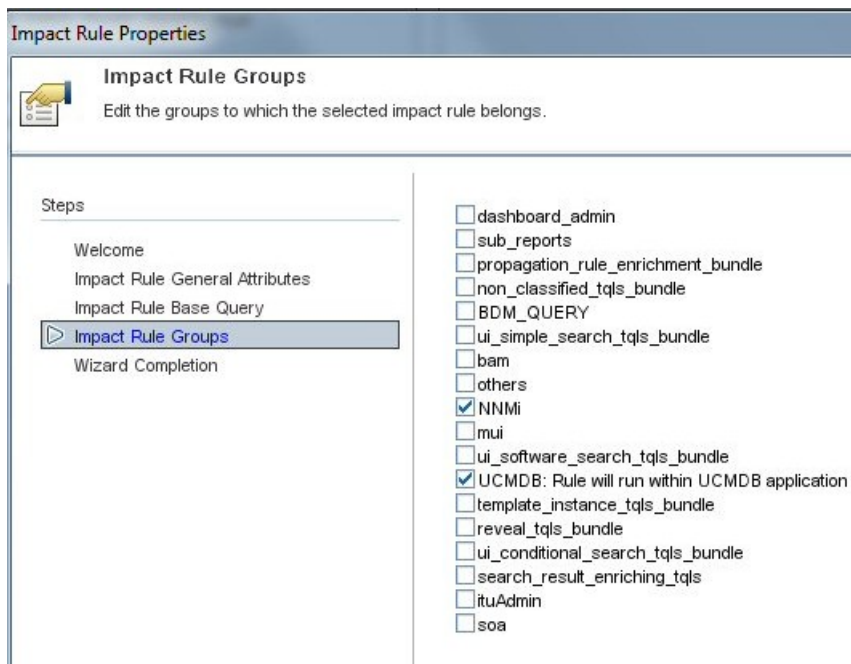 Impact Rule Properties
Impact Rule Groups
Edit the groups to which the selected impact rule belongs.
Steps
Welcome
Impact Rule General Attributes
Impact Rule Base Query
Impact Rule Groups
Wizard Completion
dashboard_admin
sub_reports
propagation_rule_enrichment_bundle
non_classified_tqls_bundle
BDM_QUERY
ui_simple_search_tqls_bundle
bam
others
NNMi
mui
ui_software_search_tqls_bundle
UCMDB: Rule will run within UCMDB application
template_instance_tqls_bundle
reveal_tqls_bundle
ui_conditional_search_tqls_bundle
search_result_enriching_tqls
ituAdmin
soa